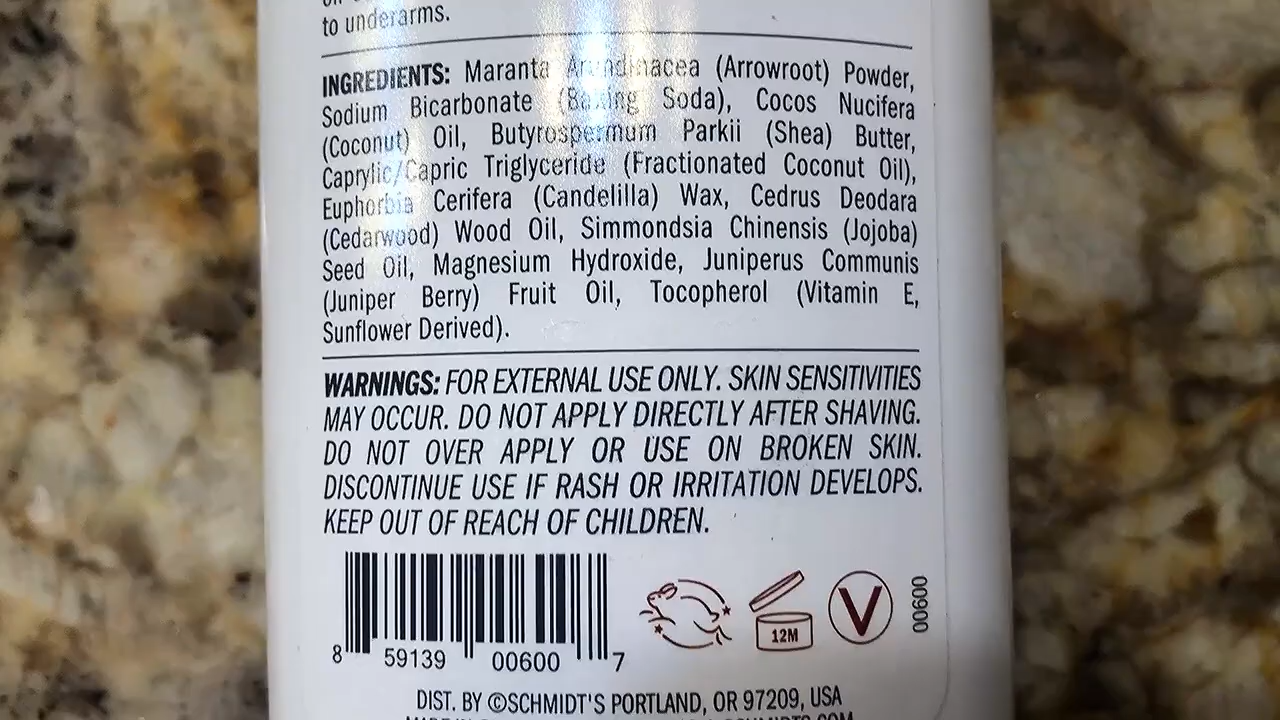 to underarms.
INGREDIENTS: Maranta Arundinacea (Arrowroot) Powder,
Sodium Bicarbonate (Baking Soda), Cocos Nucifera
(Coconut) Oil, Butyrospermum Parkii (Shea) Butter,
Caprylic/Capric Triglyceride (Fractionated Coconut Oil),
Euphorbia Cerifera (Candelilla) Wax, Cedrus Deodara
(Cedarwood) Wood Oil, Simmondsia Chinensis (Jojoba)
Seed Oil, Magnesium Hydroxide, Juniperus Communis
(Juniper Berry) Fruit Oil, Tocopherol (Vitamin E,
Sunflower Derived).
WARNINGS: FOR EXTERNAL USE ONLY. SKIN SENSITIVITIES
MAY OCCUR. DO NOT APPLY DIRECTLY AFTER SHAVING.
DO NOT OVER APPLY OR USE ON BROKEN SKIN.
DISCONTINUE USE IF RASH OR IRRITATION DEVELOPS.
KEEP OUT OF REACH OF CHILDREN.
8 59139 00600 7
12M
V
00600
DIST. BY ©SCHMIDT'S PORTLAND, OR 97209, USA